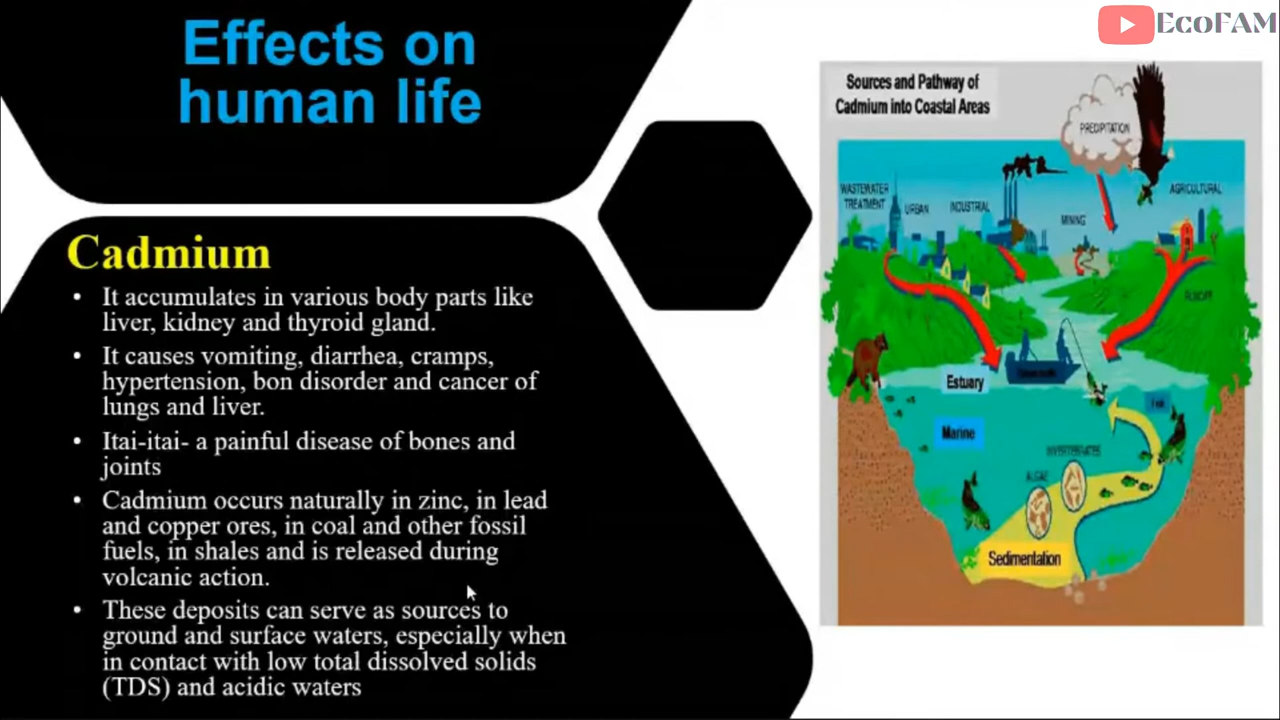 Effects on
human life
EcoFAM
Cadmium
• It accumulates in various body parts like
liver, kidney and thyroid gland.
• It causes vomiting, diarrhea, cramps,
hypertension, bon disorder and cancer of
lungs and liver.
• Itai-itai- a painful disease of bones and
joints
• Cadmium occurs naturally in zinc, in lead
and copper ores, in coal and other fossil
fuels, in shales and is released during
volcanic action.
• These deposits can serve as sources to
ground and surface waters, especially when
in contact with low total dissolved solids
(TDS) and acidic waters
Sources and Pathway of
Cadmium into Coastal Areas
PRECIPITATION
WASTEWATER
TREATMENT
URBAN
INDUSTRIAL
MINING
AGRICULTURAL
RUNOFF
Estuary
Marine
INVERTEBRATES
ALGAE
Sedimentation